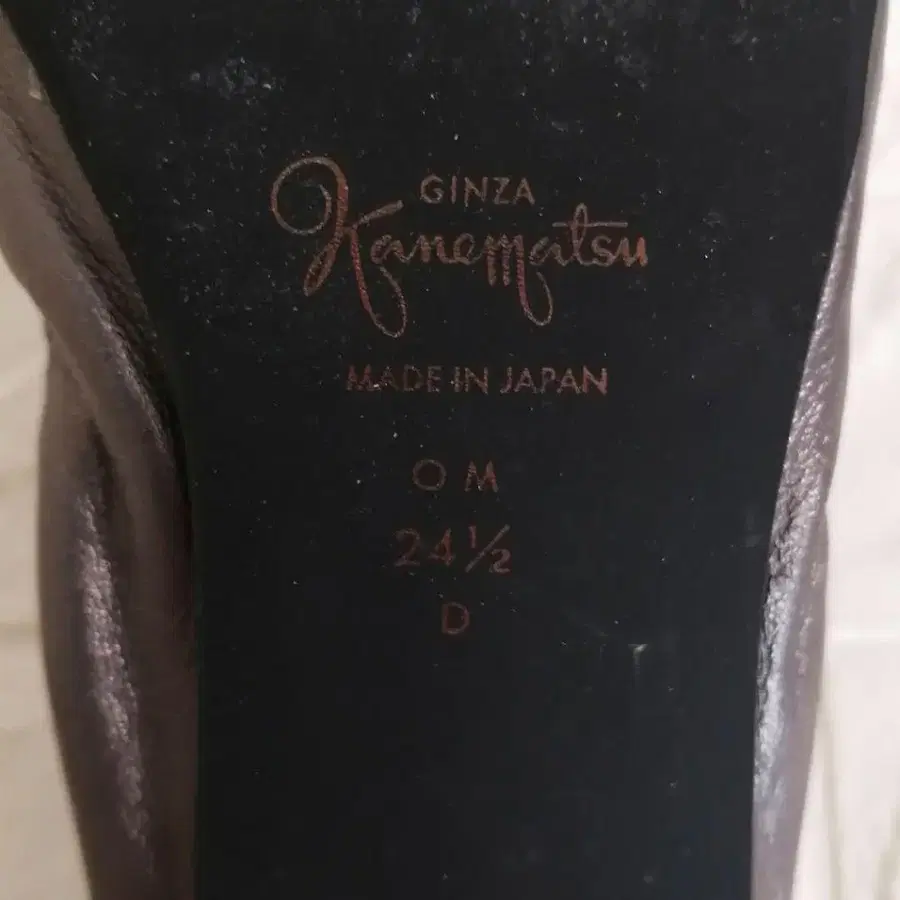 GINZA
Kanematsu
MADE IN JAPAN
O M
24½
D